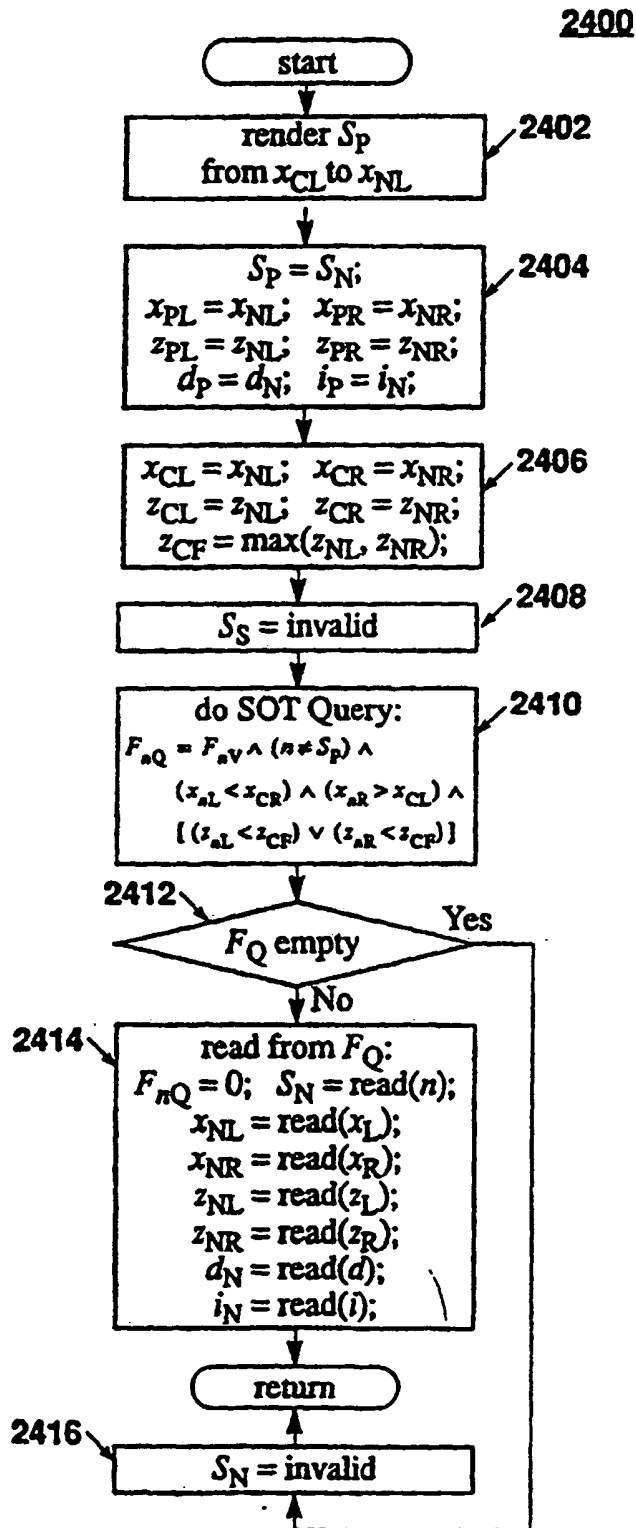 2400
start
2402
render S_P
from x_CL to x_NL
2404
S_P = S_N;
x_PL = x_NL; x_PR = x_NR;
z_PL = z_NL; z_PR = z_NR;
d_P = d_N; i_P = i_N;
2406
x_CL = x_NL; x_CR = x_NR;
z_CL = z_NL; z_CR = z_NR;
z_CF = max(z_NL, z_NR);
2408
S_S = invalid
2410
do SOT Query:
F_nQ = F_nV ∧ (n ≠ S_P) ∧
(x_nL < x_CR) ∧ (x_nR > x_CL) ∧
[(z_nL < z_CF) ∨ (z_nR < z_CF)]
2412
Yes
F_Q empty
No
2414
read from F_Q:
F_nQ = 0; S_N = read(n);
x_NL = read(x_L);
x_NR = read(x_R);
z_NL = read(z_L);
z_NR = read(z_R);
d_N = read(d);
i_N = read(i);
return
2416
S_N = invalid